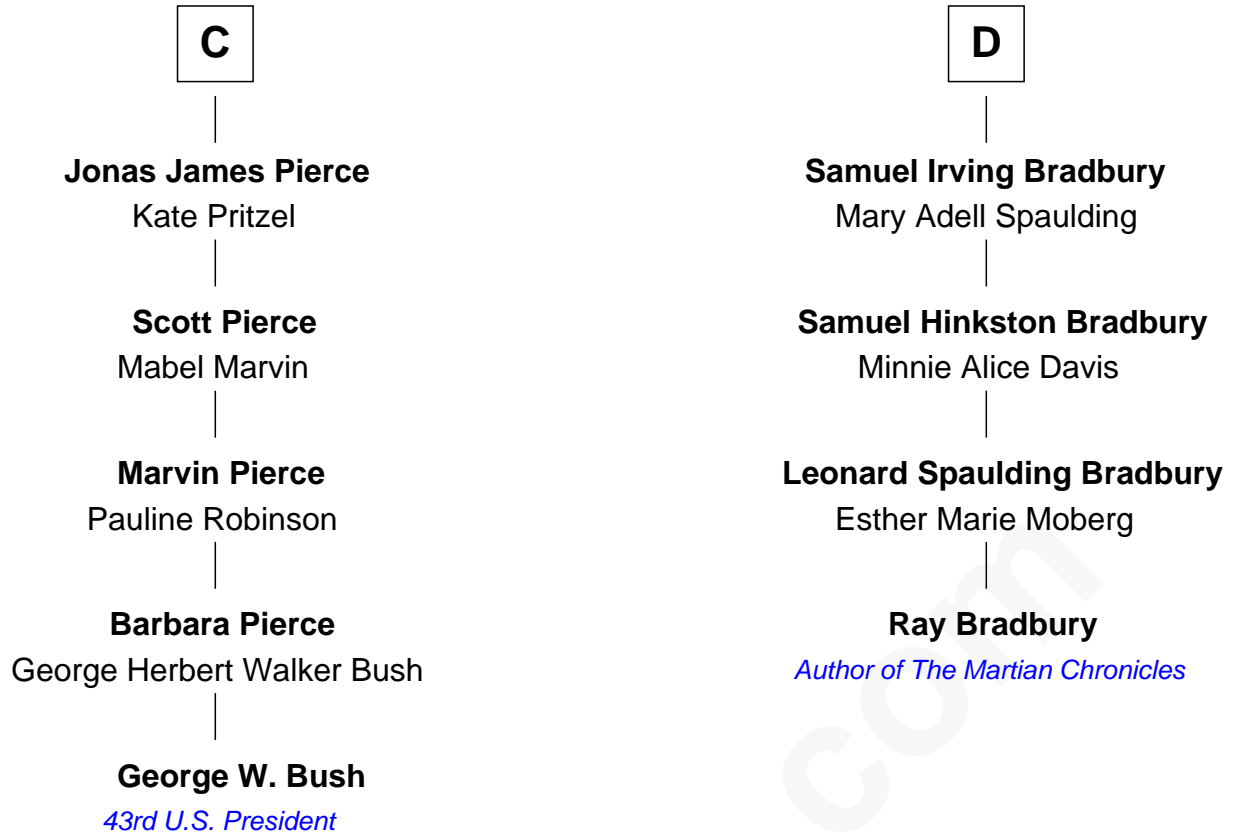 C
Jonas James Pierce
Kate Pritzel
Scott Pierce
Mabel Marvin
Marvin Pierce
Pauline Robinson
Barbara Pierce
George Herbert Walker Bush
George W. Bush
43rd U.S. President
D
Samuel Irving Bradbury
Mary Adell Spaulding
Samuel Hinkston Bradbury
Minnie Alice Davis
Leonard Spaulding Bradbury
Esther Marie Moberg
Ray Bradbury
Author of The Martian Chronicles
com